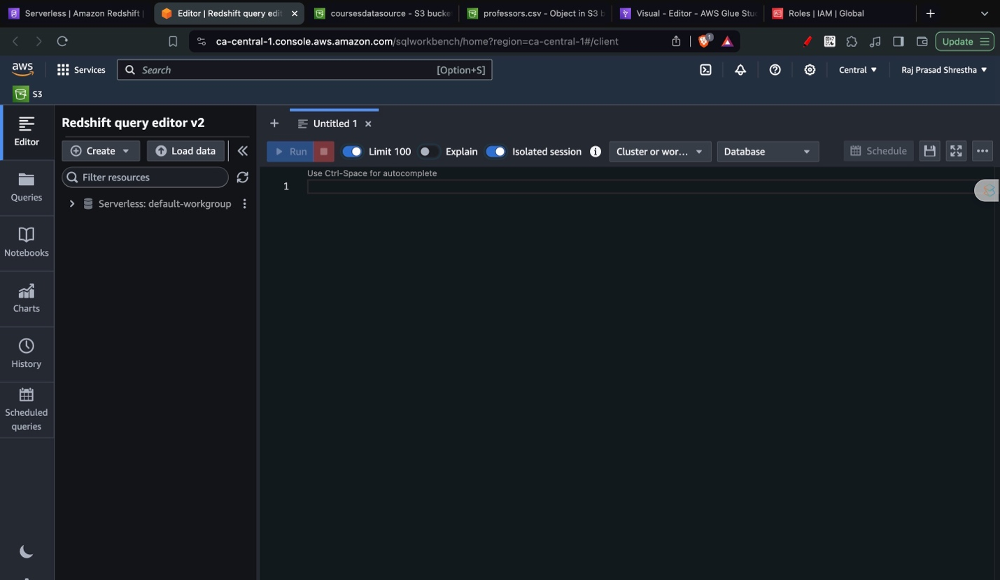 Serverless | Amazon Redshift |
Editor | Redshift query edit
coursesdatasource - S3 bucke
professors.csv - Object in S3 b
Visual - Editor - AWS Glue Stu
Roles | IAM | Global
ca-central-1.console.aws.amazon.com/sqlworkbench/home?region=ca-central-1#/client
1
Update
aws
Services
Search
[Option+S]
Central
Raj Prasad Shrestha
S3
Editor
Queries
Notebooks
Charts
History
Scheduled
queries
Redshift query editor v2
Create
Load data
Filter resources
Serverless: default-workgroup
Untitled 1
Run
Limit 100
Explain
Isolated session
Cluster or wor...
Database
Schedule
Use Ctrl-Space for autocomplete
1